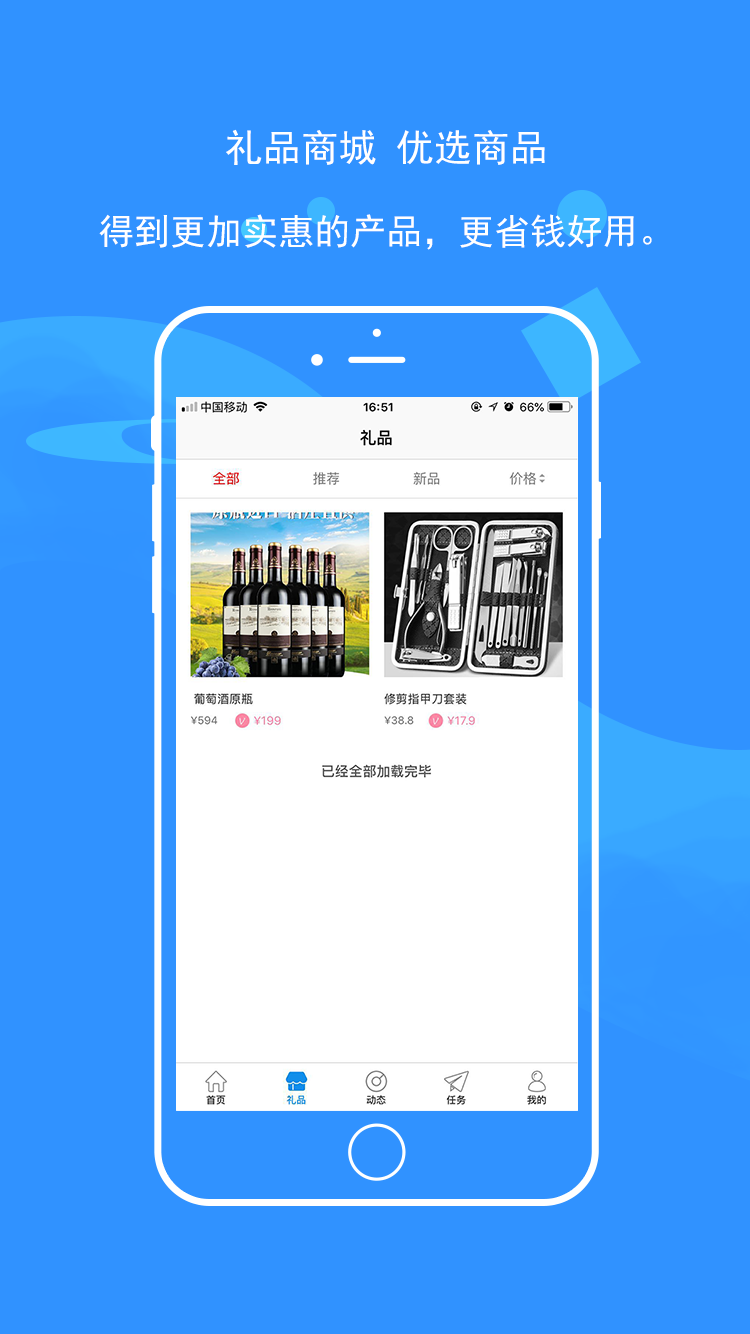 礼品商城 优选商品
得到更加实惠的产品，更省钱好用。
中国移动 16:51 66%
礼品
全部 推荐 新品 价格
葡萄酒原瓶 修剪指甲刀套装
¥594 V ¥199 ¥38.8 V ¥17.9
已经全部加载完毕
首页 礼品 动态 任务 我的